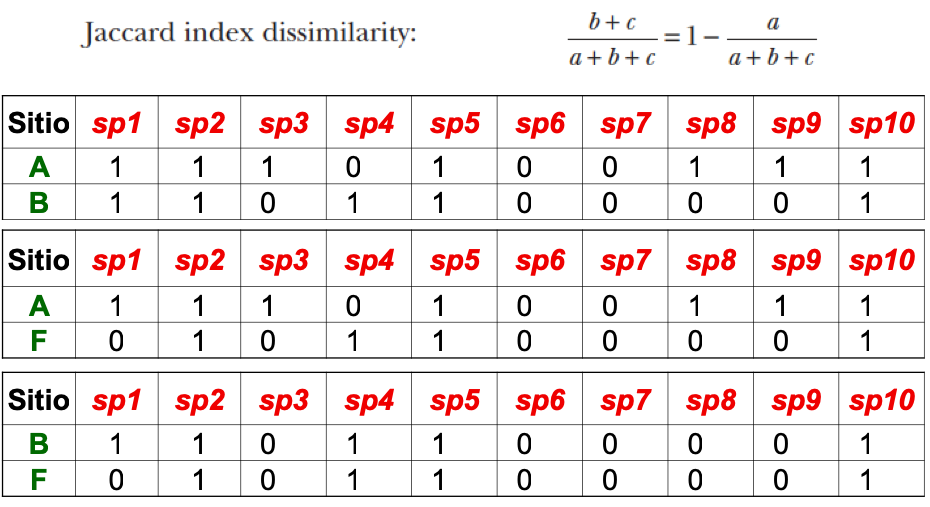 Jaccard index dissimilarity: b + c / a + b + c = 1 − a / a + b + c
Sitio sp1 sp2 sp3 sp4 sp5 sp6 sp7 sp8 sp9 sp10
A 1 1 1 0 1 0 0 1 1 1
B 1 1 0 1 1 0 0 0 0 1
Sitio sp1 sp2 sp3 sp4 sp5 sp6 sp7 sp8 sp9 sp10
A 1 1 1 0 1 0 0 1 1 1
F 0 1 0 1 1 0 0 0 0 1
Sitio sp1 sp2 sp3 sp4 sp5 sp6 sp7 sp8 sp9 sp10
B 1 1 0 1 1 0 0 0 0 1
F 0 1 0 1 1 0 0 0 0 1